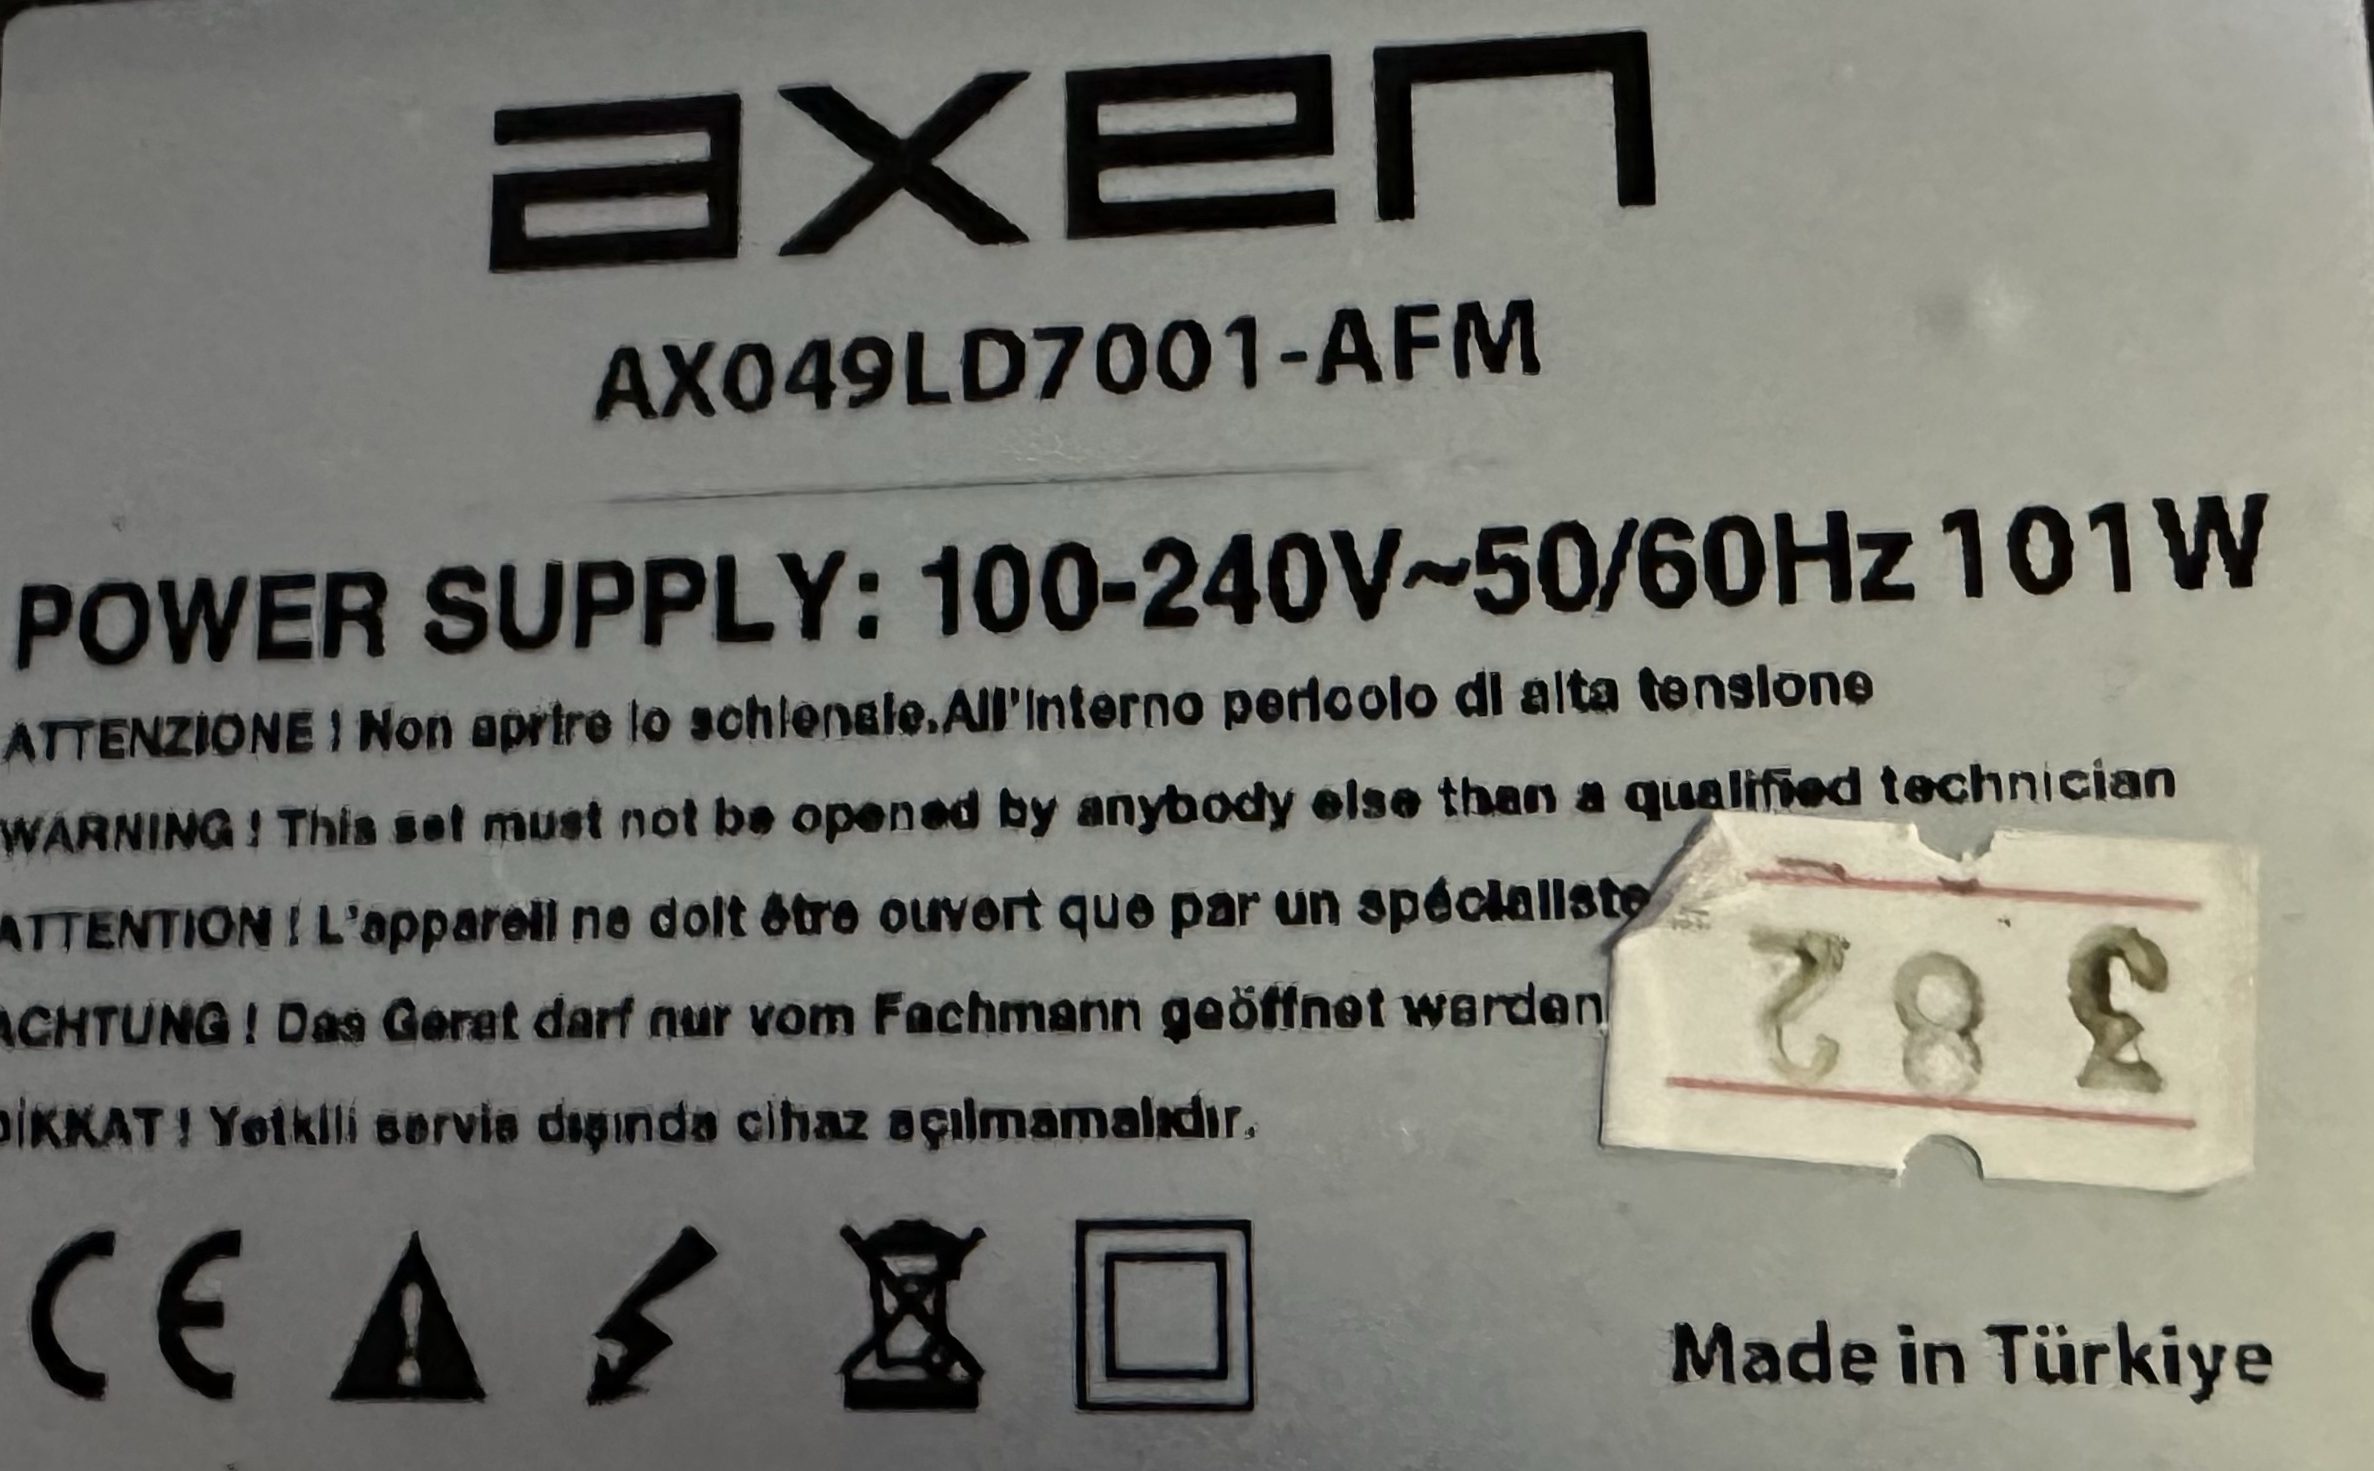 axen
AX049LD7001-AFM
POWER SUPPLY: 100-240V~50/60Hz 101W
ATTENZIONE ! Non aprire lo schienale.All'interno pericolo di alta tensione
WARNING ! This set must not be opened by anybody else than a qualified technician
ATTENTION ! L'appareil ne doit être ouvert que par un spécialiste
ACHTUNG ! Das Gerat darf nur vom Fachmann geöffnet werden
DİKKAT ! Yetkili servis dışında cihaz açılmamalıdır.
382
CE
Made in Türkiye